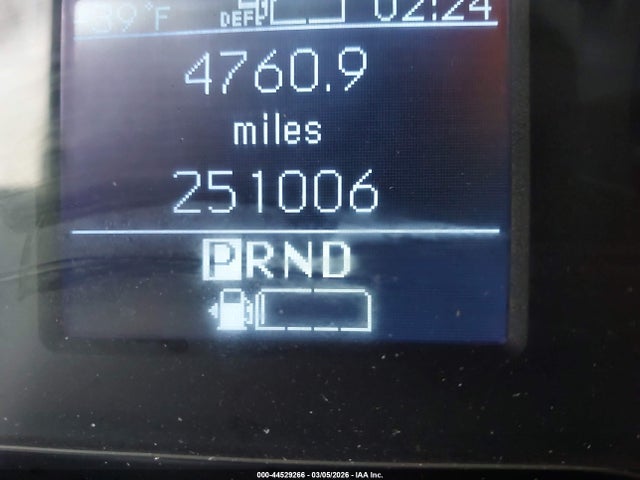 39°F DEF 02:24
4760.9
miles
251006
PRND
000-44529266 - 03/05/2026 - IAA Inc.